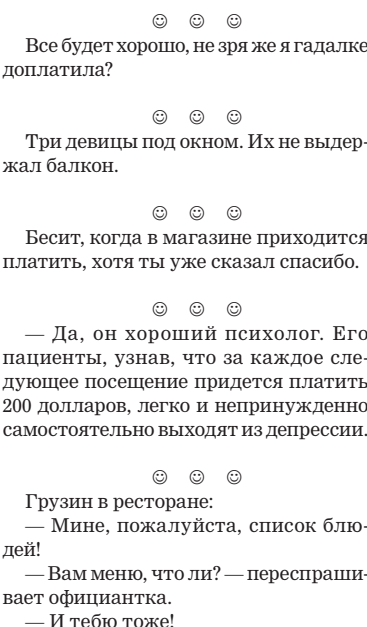 ☺ ☺ ☺
Все будет хорошо, не зря же я гадалке
доплатила?
☺ ☺ ☺
Три девицы под окном. Их не выдер-
жал балкон.
☺ ☺ ☺
Бесит, когда в магазине приходится
платить, хотя ты уже сказал спасибо.
☺ ☺ ☺
— Да, он хороший психолог. Его
пациенты, узнав, что за каждое сле-
дующее посещение придется платить
200 долларов, легко и непринужденно
самостоятельно выходят из депрессии.
☺ ☺ ☺
Грузин в ресторане:
— Мине, пожалуйста, список блю-
дей!
— Вам меню, что ли? — переспраши-
вает официантка.
— И тебю тоже!